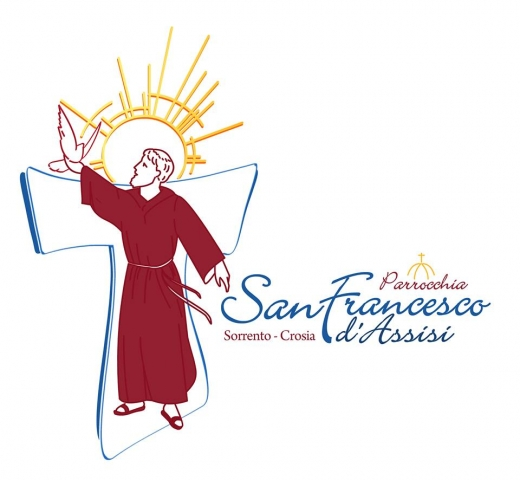 Parrocchia
San Francesco
d'Assisi
Sorrento - Crosia